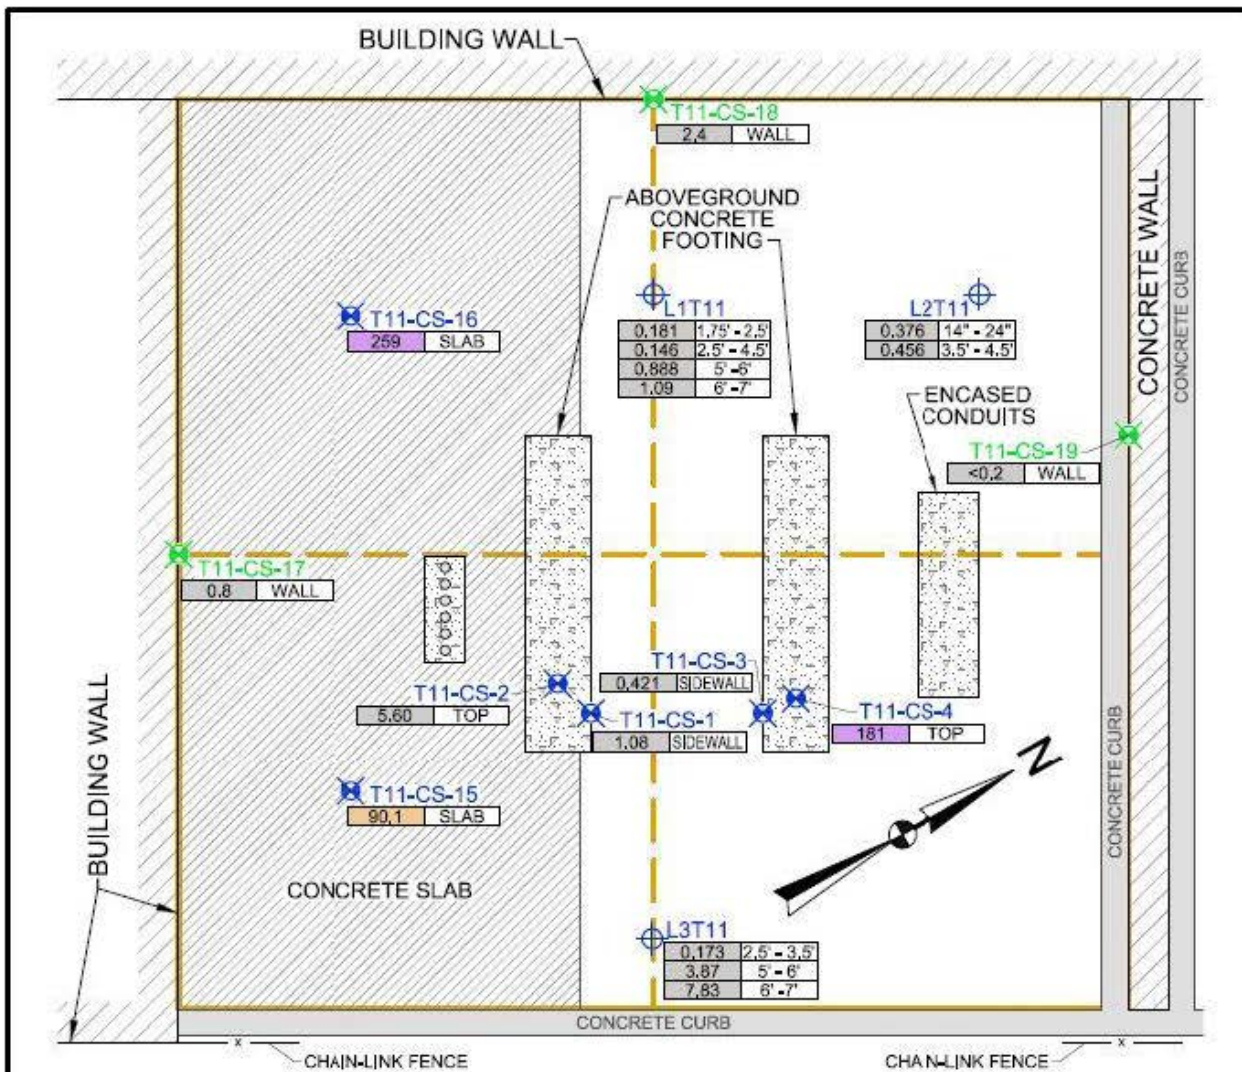 BUILDING WALL
T11-CS-18
2.4 WALL
ABOVEGROUND
CONCRETE
FOOTING
CONCRETE WALL
CONCRETE CURB
T11-CS-16
259 SLAB
L1T11
0.181 1.75' - 2.5'
0.146 2.5' - 4.5'
0.888 5' -6'
1.09 6' -7'
L2T11
0.376 14" - 24"
0.456 3.5' - 4.5'
ENCASED
CONDUITS
T11-CS-19
<0.2 WALL
T11-CS-17
0.8 WALL
T11-CS-3
0.421 SIDEWALL
T11-CS-2
5.60 TOP
T11-CS-1
1.08 SIDEWALL
T11-CS-4
181 TOP
N
T11-CS-15
90.1 SLAB
BUILDING WALL
CONCRETE CURB
CONCRETE SLAB
L3T11
0.173 2.5' - 3.5'
3.87 5' - 6'
7.83 6' -7'
CONCRETE CURB
x
x
CHAIN-LINK FENCE
CHAN-LINK FENCE